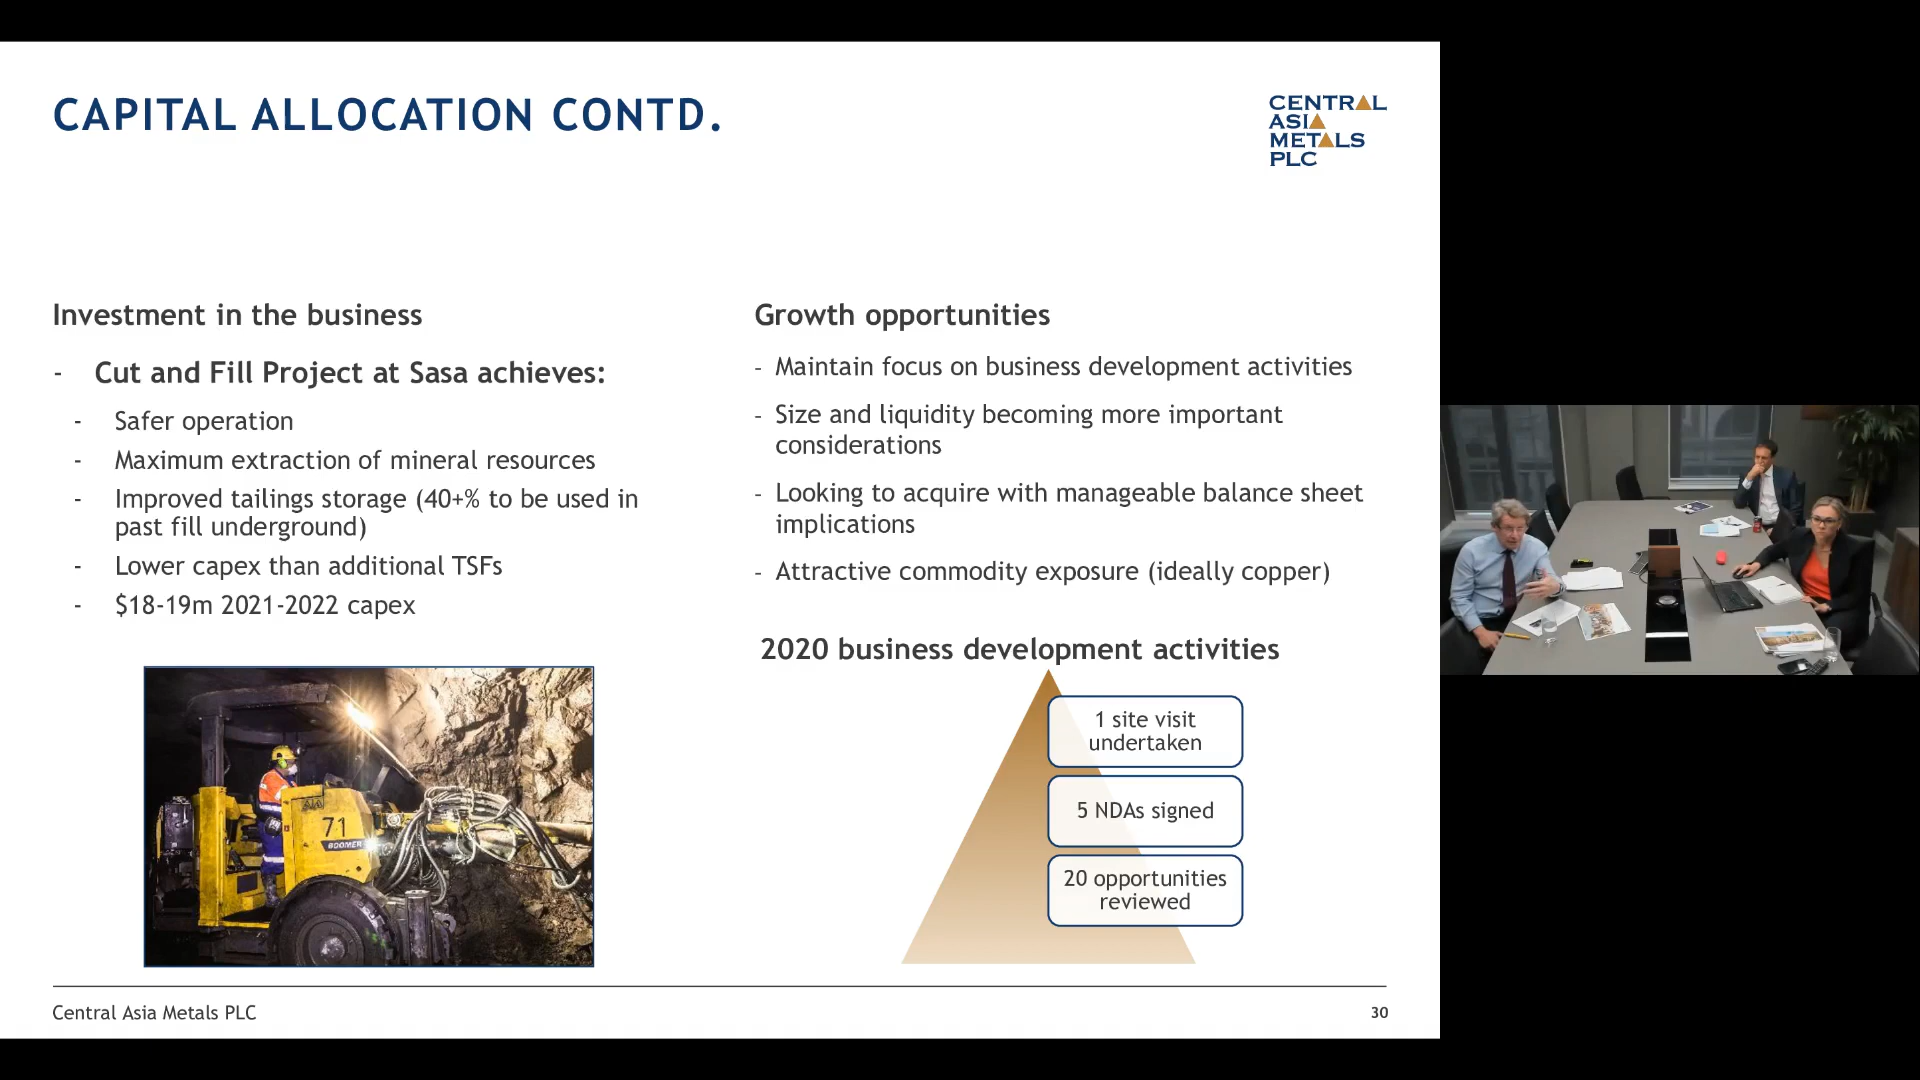 CAPITAL ALLOCATION CONTD.
CENTRAL
ASIA
METALS
PLC
Investment in the business
- Cut and Fill Project at Sasa achieves:
- Safer operation
- Maximum extraction of mineral resources
- Improved tailings storage (40+% to be used in
past fill underground)
- Lower capex than additional TSFs
- $18-19m 2021-2022 capex
71
BOOMER
Growth opportunities
- Maintain focus on business development activities
- Size and liquidity becoming more important
considerations
- Looking to acquire with manageable balance sheet
implications
- Attractive commodity exposure (ideally copper)
2020 business development activities
1 site visit
undertaken
5 NDAs signed
20 opportunities
reviewed
Central Asia Metals PLC
30